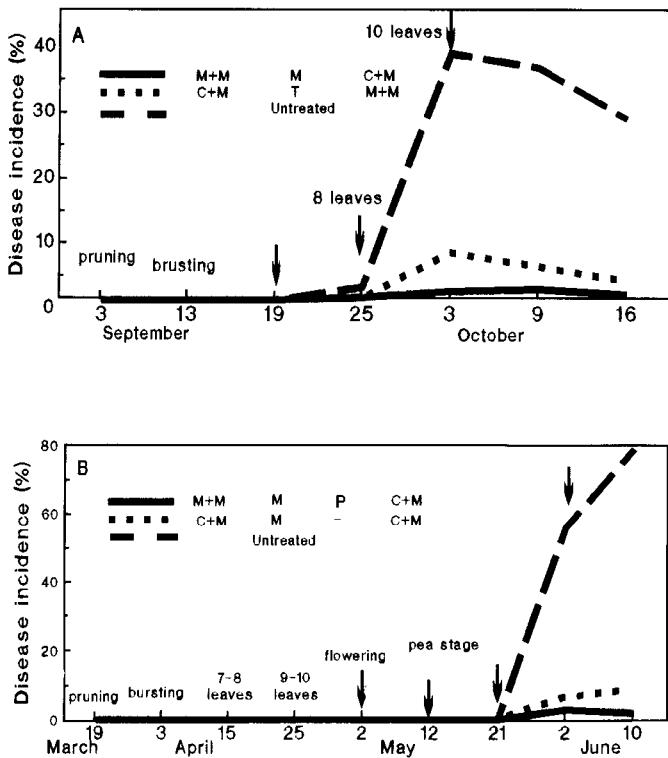 Disease incidence (%)
A
40
30
20
10
0
M+M M C+M
C+M T M+M
Untreated
10 leaves
8 leaves
pruning
brusting
3 13 19 25 3 9 16
September October
Disease incidence (%)
B
80
60
40
20
0
M+M M P C+M
C+M M – C+M
Untreated
pea stage
flowering
7–8
leaves
9–10
leaves
pruning
bursting
19 3 15 25 2 12 21 2 10
March April May June